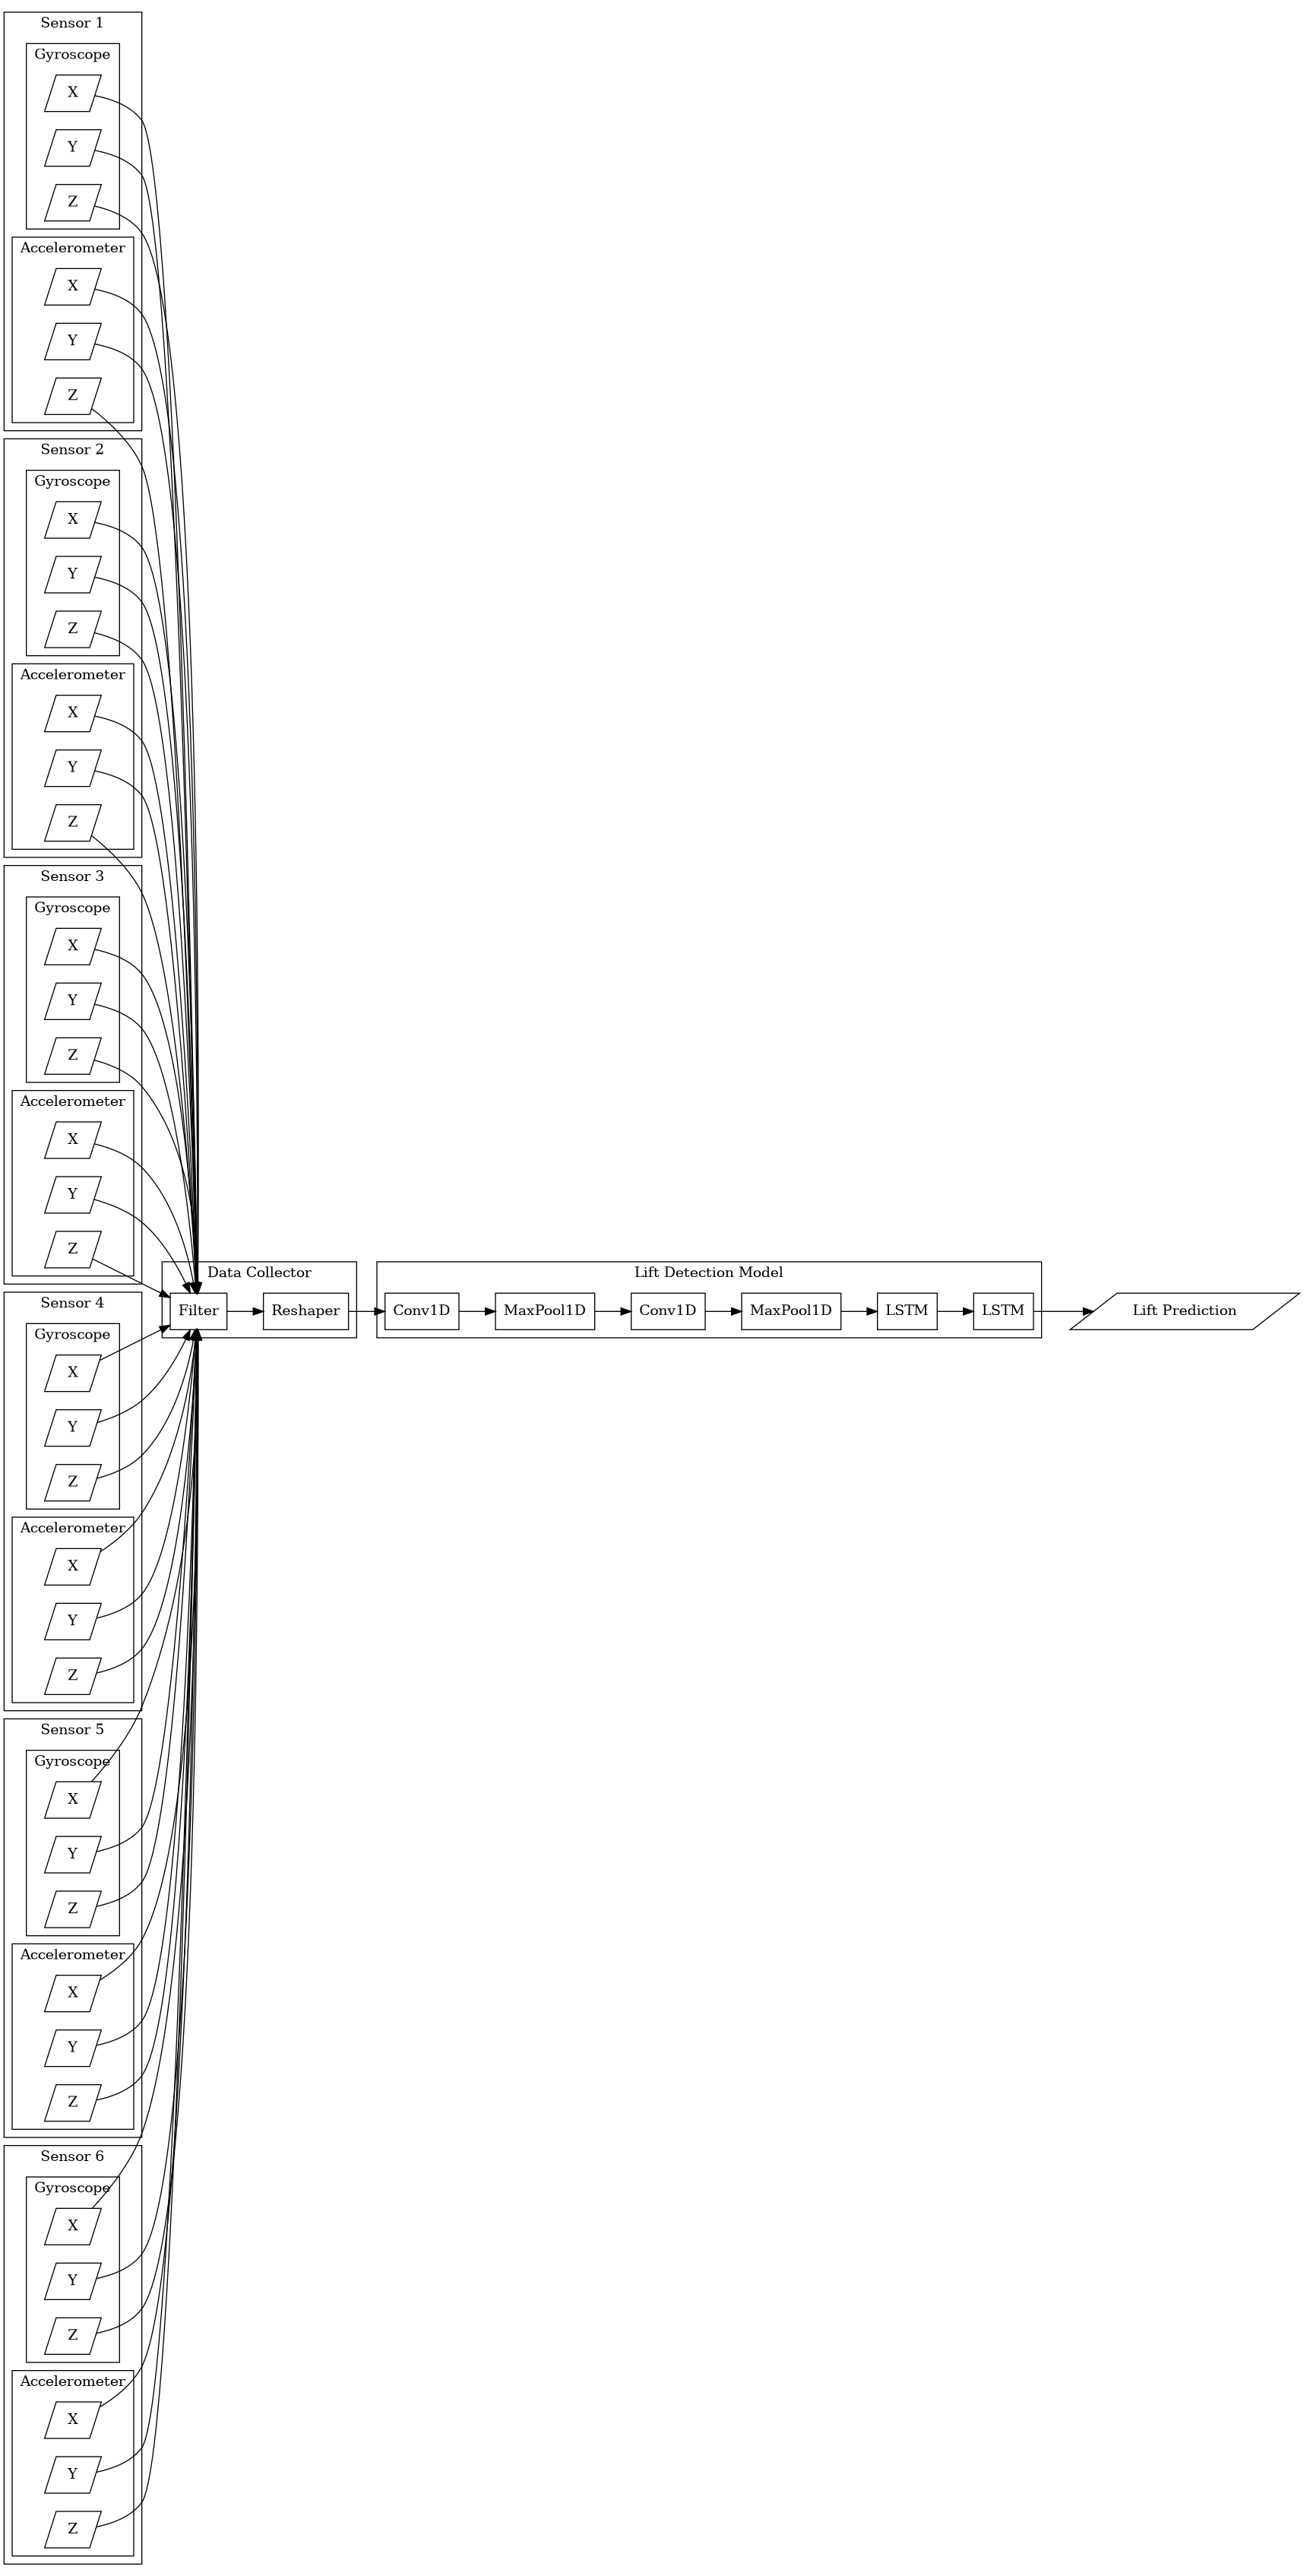 Sensor 1
Gyroscope
X
Y
Z
Accelerometer
X
Y
Z
Sensor 2
Gyroscope
X
Y
Z
Accelerometer
X
Y
Z
Sensor 3
Gyroscope
X
Y
Z
Accelerometer
X
Y
Z
Data Collector
Filter
Reshaper
Lift Detection Model
Conv1D
MaxPool1D
Conv1D
MaxPool1D
LSTM
LSTM
Lift Prediction
Sensor 4
Gyroscope
X
Y
Z
Accelerometer
X
Y
Z
Sensor 5
Gyroscope
X
Y
Z
Accelerometer
X
Y
Z
Sensor 6
Gyroscope
X
Y
Z
Accelerometer
X
Y
Z